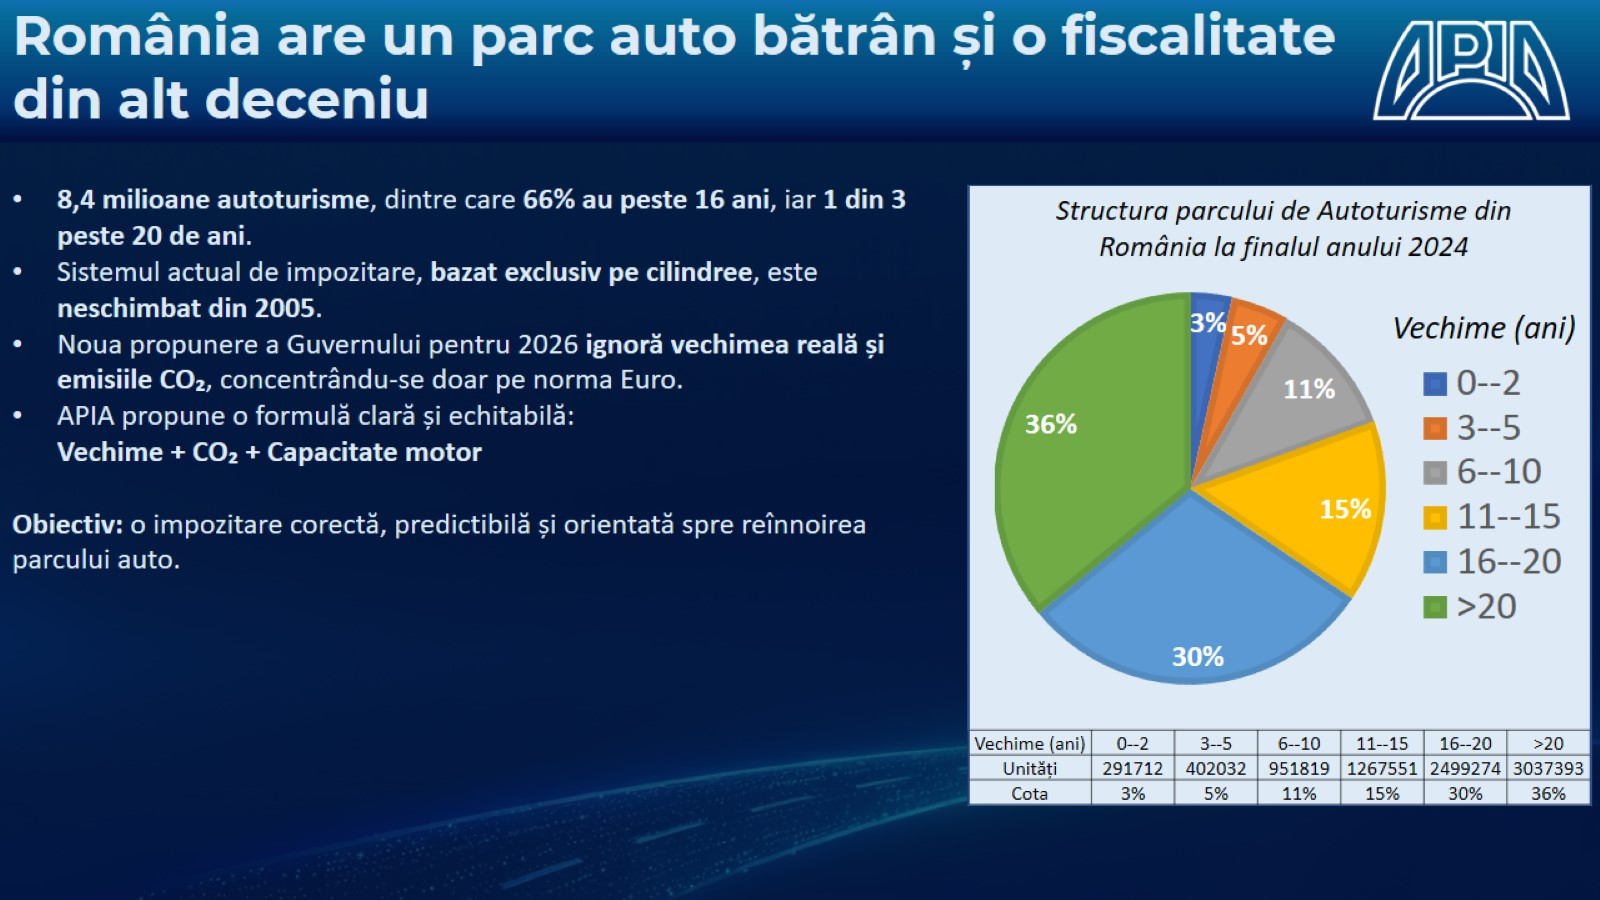 România are un parc auto bătrân și o fiscalitate
din alt deceniu
APIA
• 8,4 milioane autoturisme, dintre care 66% au peste 16 ani, iar 1 din 3
peste 20 de ani.
• Sistemul actual de impozitare, bazat exclusiv pe cilindree, este
neschimbat din 2005.
• Noua propunere a Guvernului pentru 2026 ignoră vechimea reală și
emisiile CO₂, concentrându-se doar pe norma Euro.
• APIA propune o formulă clară și echitabilă:
Vechime + CO₂ + Capacitate motor
Obiectiv: o impozitare corectă, predictibilă și orientată spre reînnoirea
parcului auto.
Structura parcului de Autoturisme din
România la finalul anului 2024
3%
5%
11%
15%
30%
36%
Vechime (ani)
0--2
3--5
6--10
11--15
16--20
>20
Vechime (ani) 0--2 3--5 6--10 11--15 16--20 >20
Unități 291712 402032 951819 1267551 2499274 3037393
Cota 3% 5% 11% 15% 30% 36%